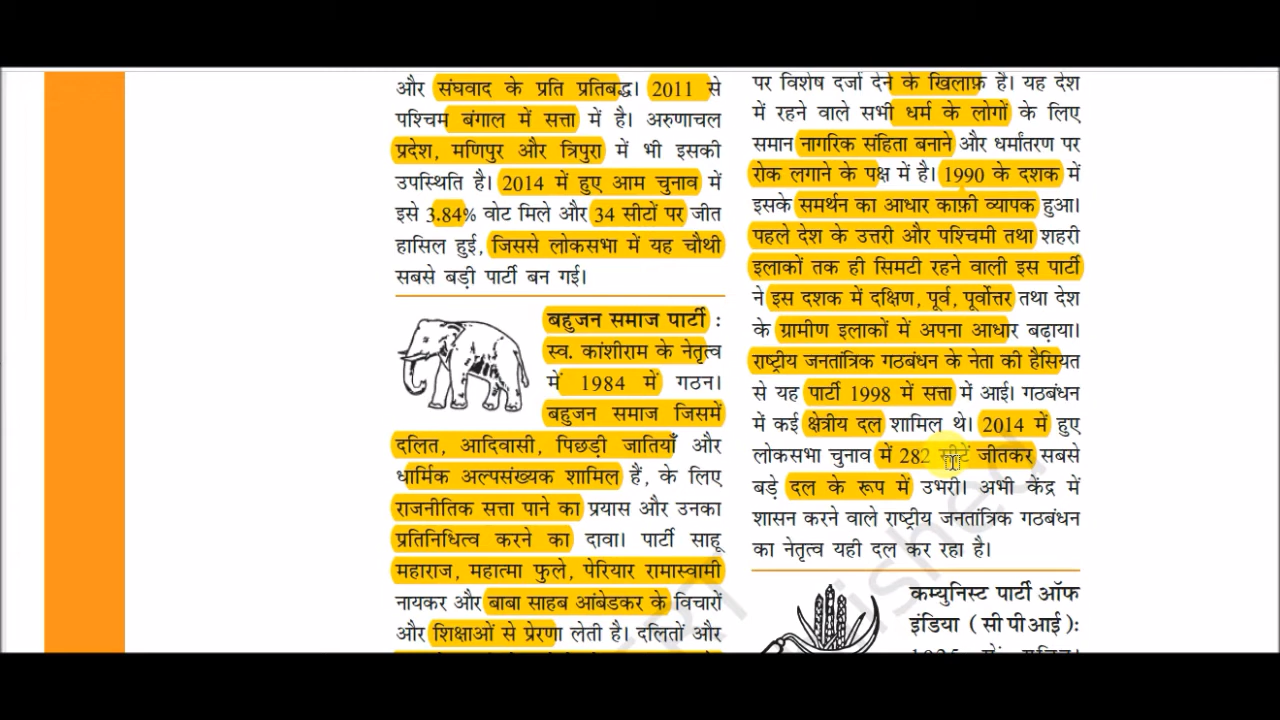 और संघवाद के प्रति प्रतिबद्ध। 2011 से
पश्चिम बंगाल में सत्ता में है। अरुणाचल
प्रदेश, मणिपुर और त्रिपुरा में भी इसकी
उपस्थिति है। 2014 में हुए आम चुनाव में
इसे 3.84% वोट मिले और 34 सीटों पर जीत
हासिल हुई, जिससे लोकसभा में यह चौथी
सबसे बड़ी पार्टी बन गई।
बहुजन समाज पार्टी :
स्व. कांशीराम के नेतृत्व
में 1984 में गठन।
बहुजन समाज जिसमें
दलित, आदिवासी, पिछड़ी जातियाँ और
धार्मिक अल्पसंख्यक शामिल हैं, के लिए
राजनीतिक सत्ता पाने का प्रयास और उनका
प्रतिनिधित्व करने का दावा। पार्टी साहू
महाराज, महात्मा फुले, पेरियार रामास्वामी
नायकर और बाबा साहब आंबेडकर के विचारों
और शिक्षाओं से प्रेरणा लेती है। दलितों और
पर विशेष दर्जा देने के खिलाफ़ है। यह देश
में रहने वाले सभी धर्म के लोगों के लिए
समान नागरिक संहिता बनाने और धर्मांतरण पर
रोक लगाने के पक्ष में है। 1990 के दशक में
इसके समर्थन का आधार काफ़ी व्यापक हुआ।
पहले देश के उत्तरी और पश्चिमी तथा शहरी
इलाकों तक ही सिमटी रहने वाली इस पार्टी
ने इस दशक में दक्षिण, पूर्व, पूर्वोत्तर तथा देश
के ग्रामीण इलाकों में अपना आधार बढ़ाया।
राष्ट्रीय जनतांत्रिक गठबंधन के नेता की हैसियत
से यह पार्टी 1998 में सत्ता में आई। गठबंधन
में कई क्षेत्रीय दल शामिल थे। 2014 में हुए
लोकसभा चुनाव में 282 सीटें जीतकर सबसे
बड़े दल के रूप में उभरी। अभी केंद्र में
शासन करने वाले राष्ट्रीय जनतांत्रिक गठबंधन
का नेतृत्व यही दल कर रहा है।
कम्युनिस्ट पार्टी ऑफ
इंडिया (सीपीआई):